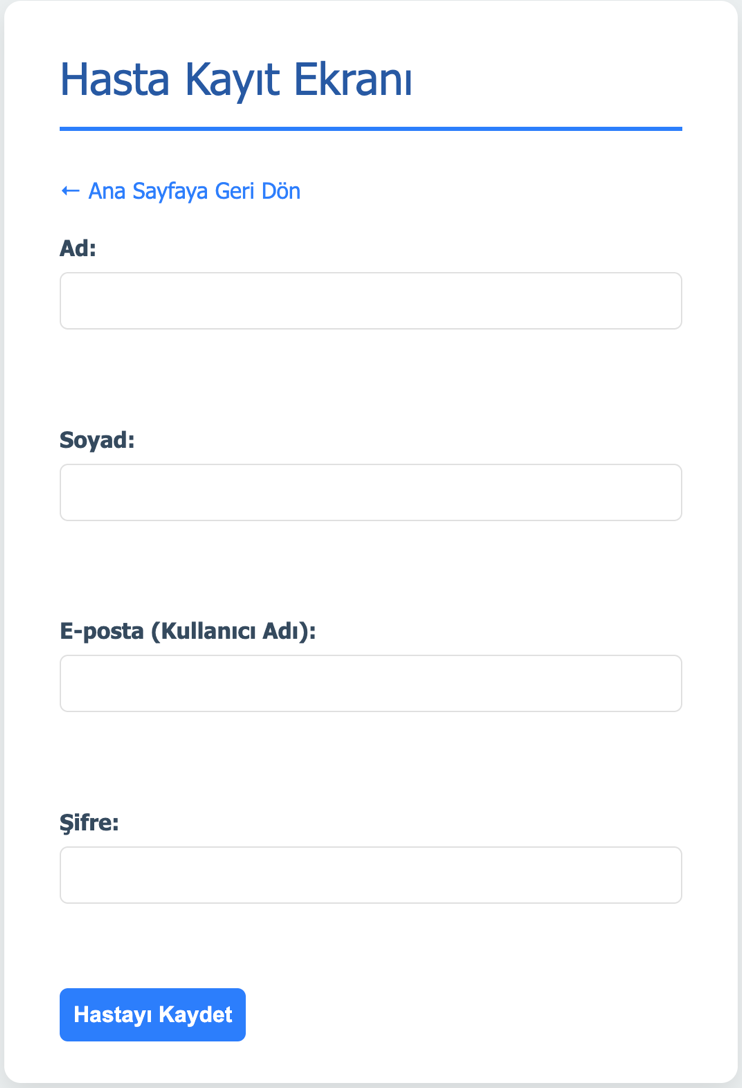 Hasta Kayıt Ekranı
← Ana Sayfaya Geri Dön
Ad:
Soyad:
E-posta (Kullanıcı Adı):
Şifre:
Hastayı Kaydet